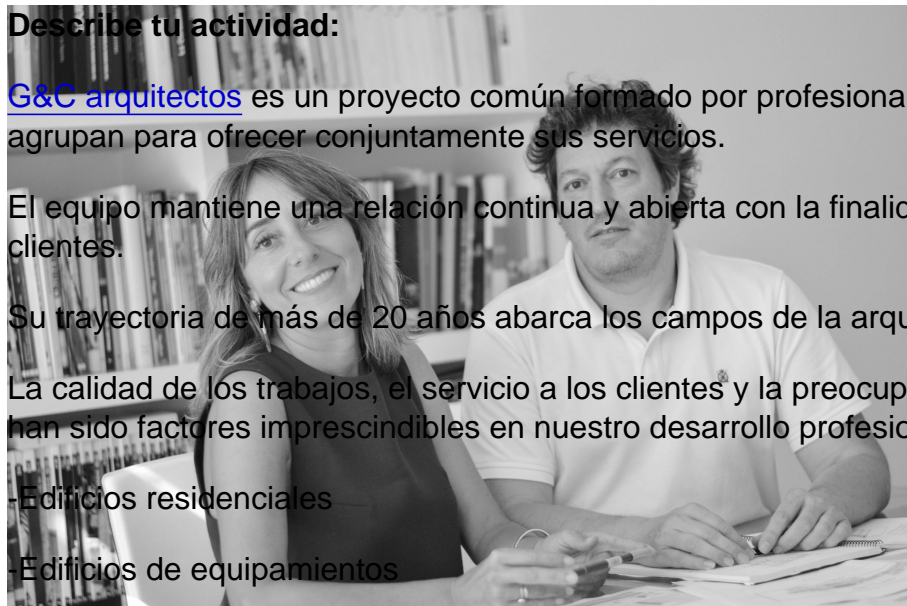 Describe tu actividad:
G&C arquitectos es un proyecto común formado por profesiona
agrupan para ofrecer conjuntamente sus servicios.
El equipo mantiene una relación continua y abierta con la finalid
clientes.
Su trayectoria de más de 20 años abarca los campos de la arqu
La calidad de los trabajos, el servicio a los clientes y la preocup
han sido factores imprescindibles en nuestro desarrollo profesio
-Edificios residenciales
-Edificios de equipamientos